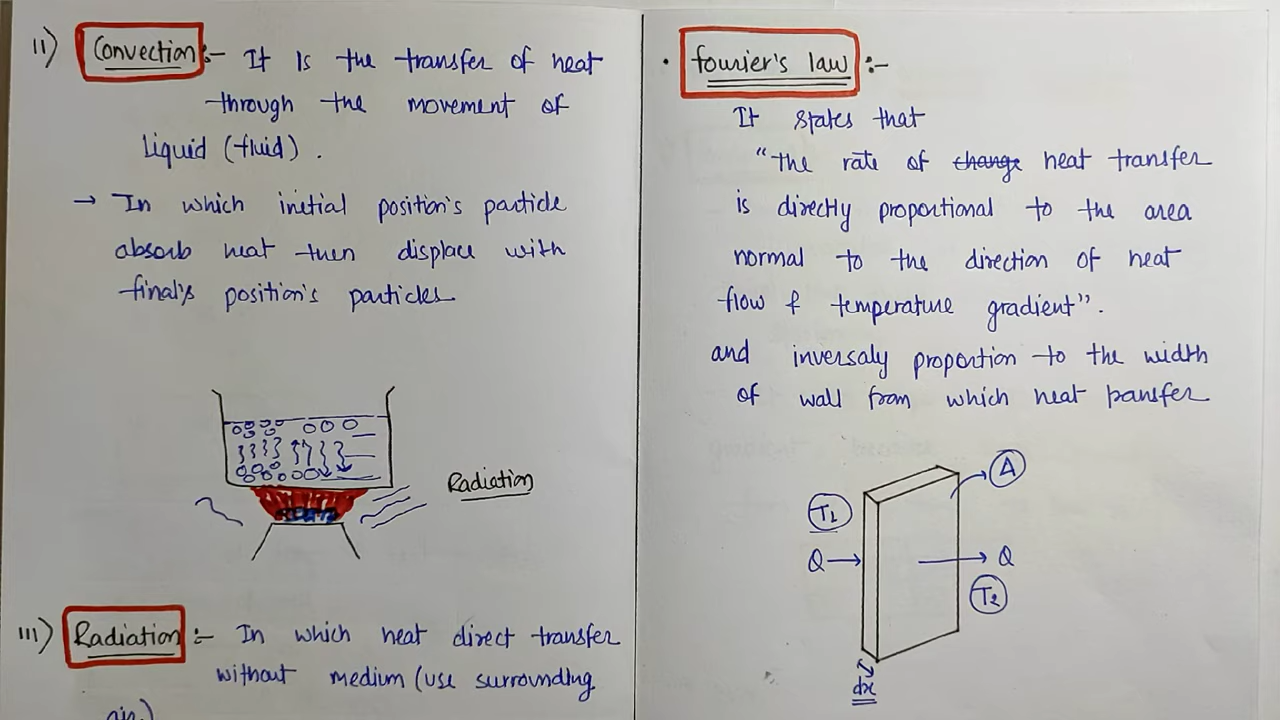 11) Convection :- It Is the transfer of heat
through the movement of
Liquid (fluid).
→ In which initial position's particle
absorb heat then displace with
final's position's particles
Radiation
111) Radiation :- In which heat direct transfer
without medium (use surrounding
air)
• fourier's law :-
It states that
"the rate of change heat transfer
is directly proportional to the area
normal to the direction of heat
flow & temperature gradient".
and inversaly proportion to the width
of wall from which heat transfer
A
T1
Q → → Q
T2
dx